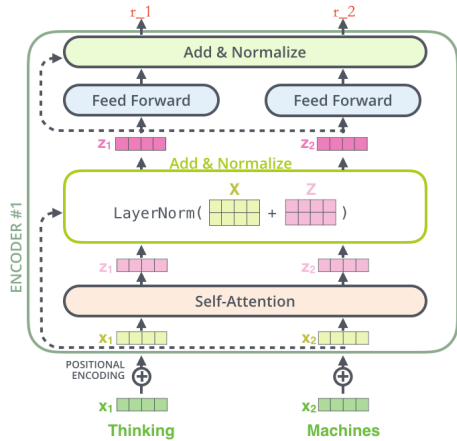 r_1 r_2
Add & Normalize
Feed Forward Feed Forward
z1 z2
Add & Normalize
X Z
LayerNorm( + )
z1 z2
Self-Attention
x1 x2
POSITIONAL
ENCODING
x1 x2
Thinking Machines
ENCODER #1